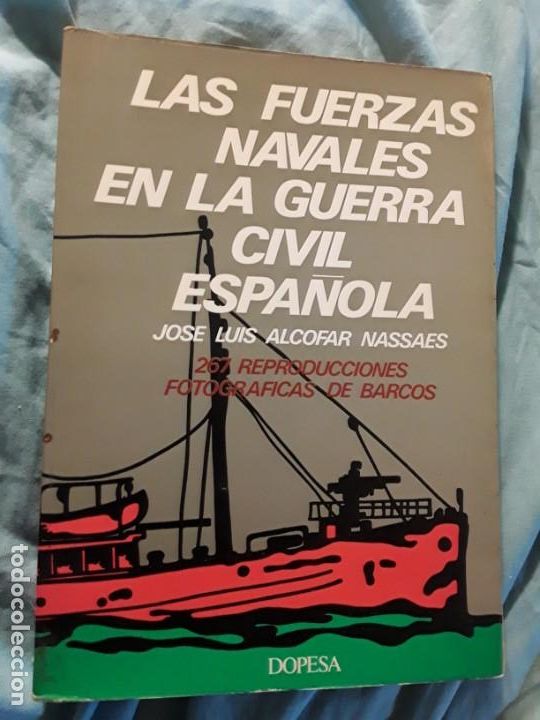 LAS FUERZAS
NAVALES
EN LA GUERRA
CIVIL
ESPAÑOLA
JOSE LUIS ALCOFAR NASSAES
267 REPRODUCCIONES
FOTOGRAFICAS DE BARCOS
DOPESA
todocoleccion